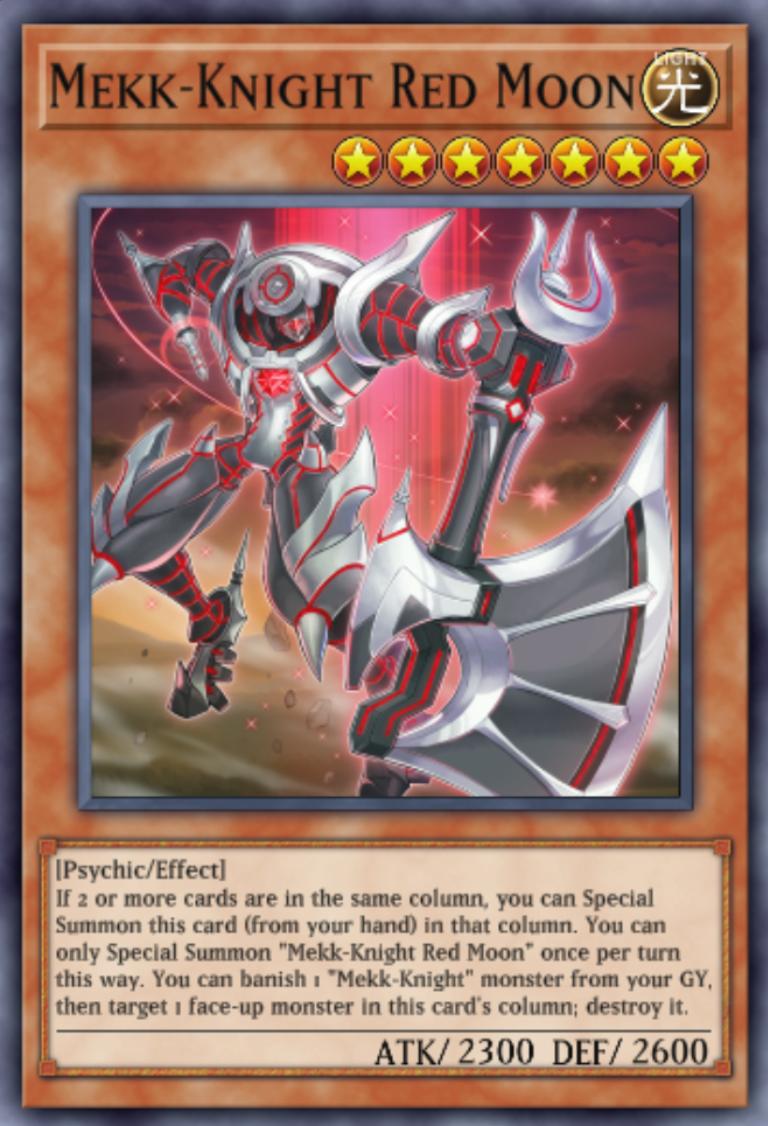 Mekk-Knight Red Moon
LIGHT
光
[Psychic/Effect]
If 2 or more cards are in the same column, you can Special
Summon this card (from your hand) in that column. You can
only Special Summon "Mekk-Knight Red Moon" once per turn
this way. You can banish 1 "Mekk-Knight" monster from your GY,
then target 1 face-up monster in this card's column; destroy it.
ATK/ 2300 DEF/ 2600